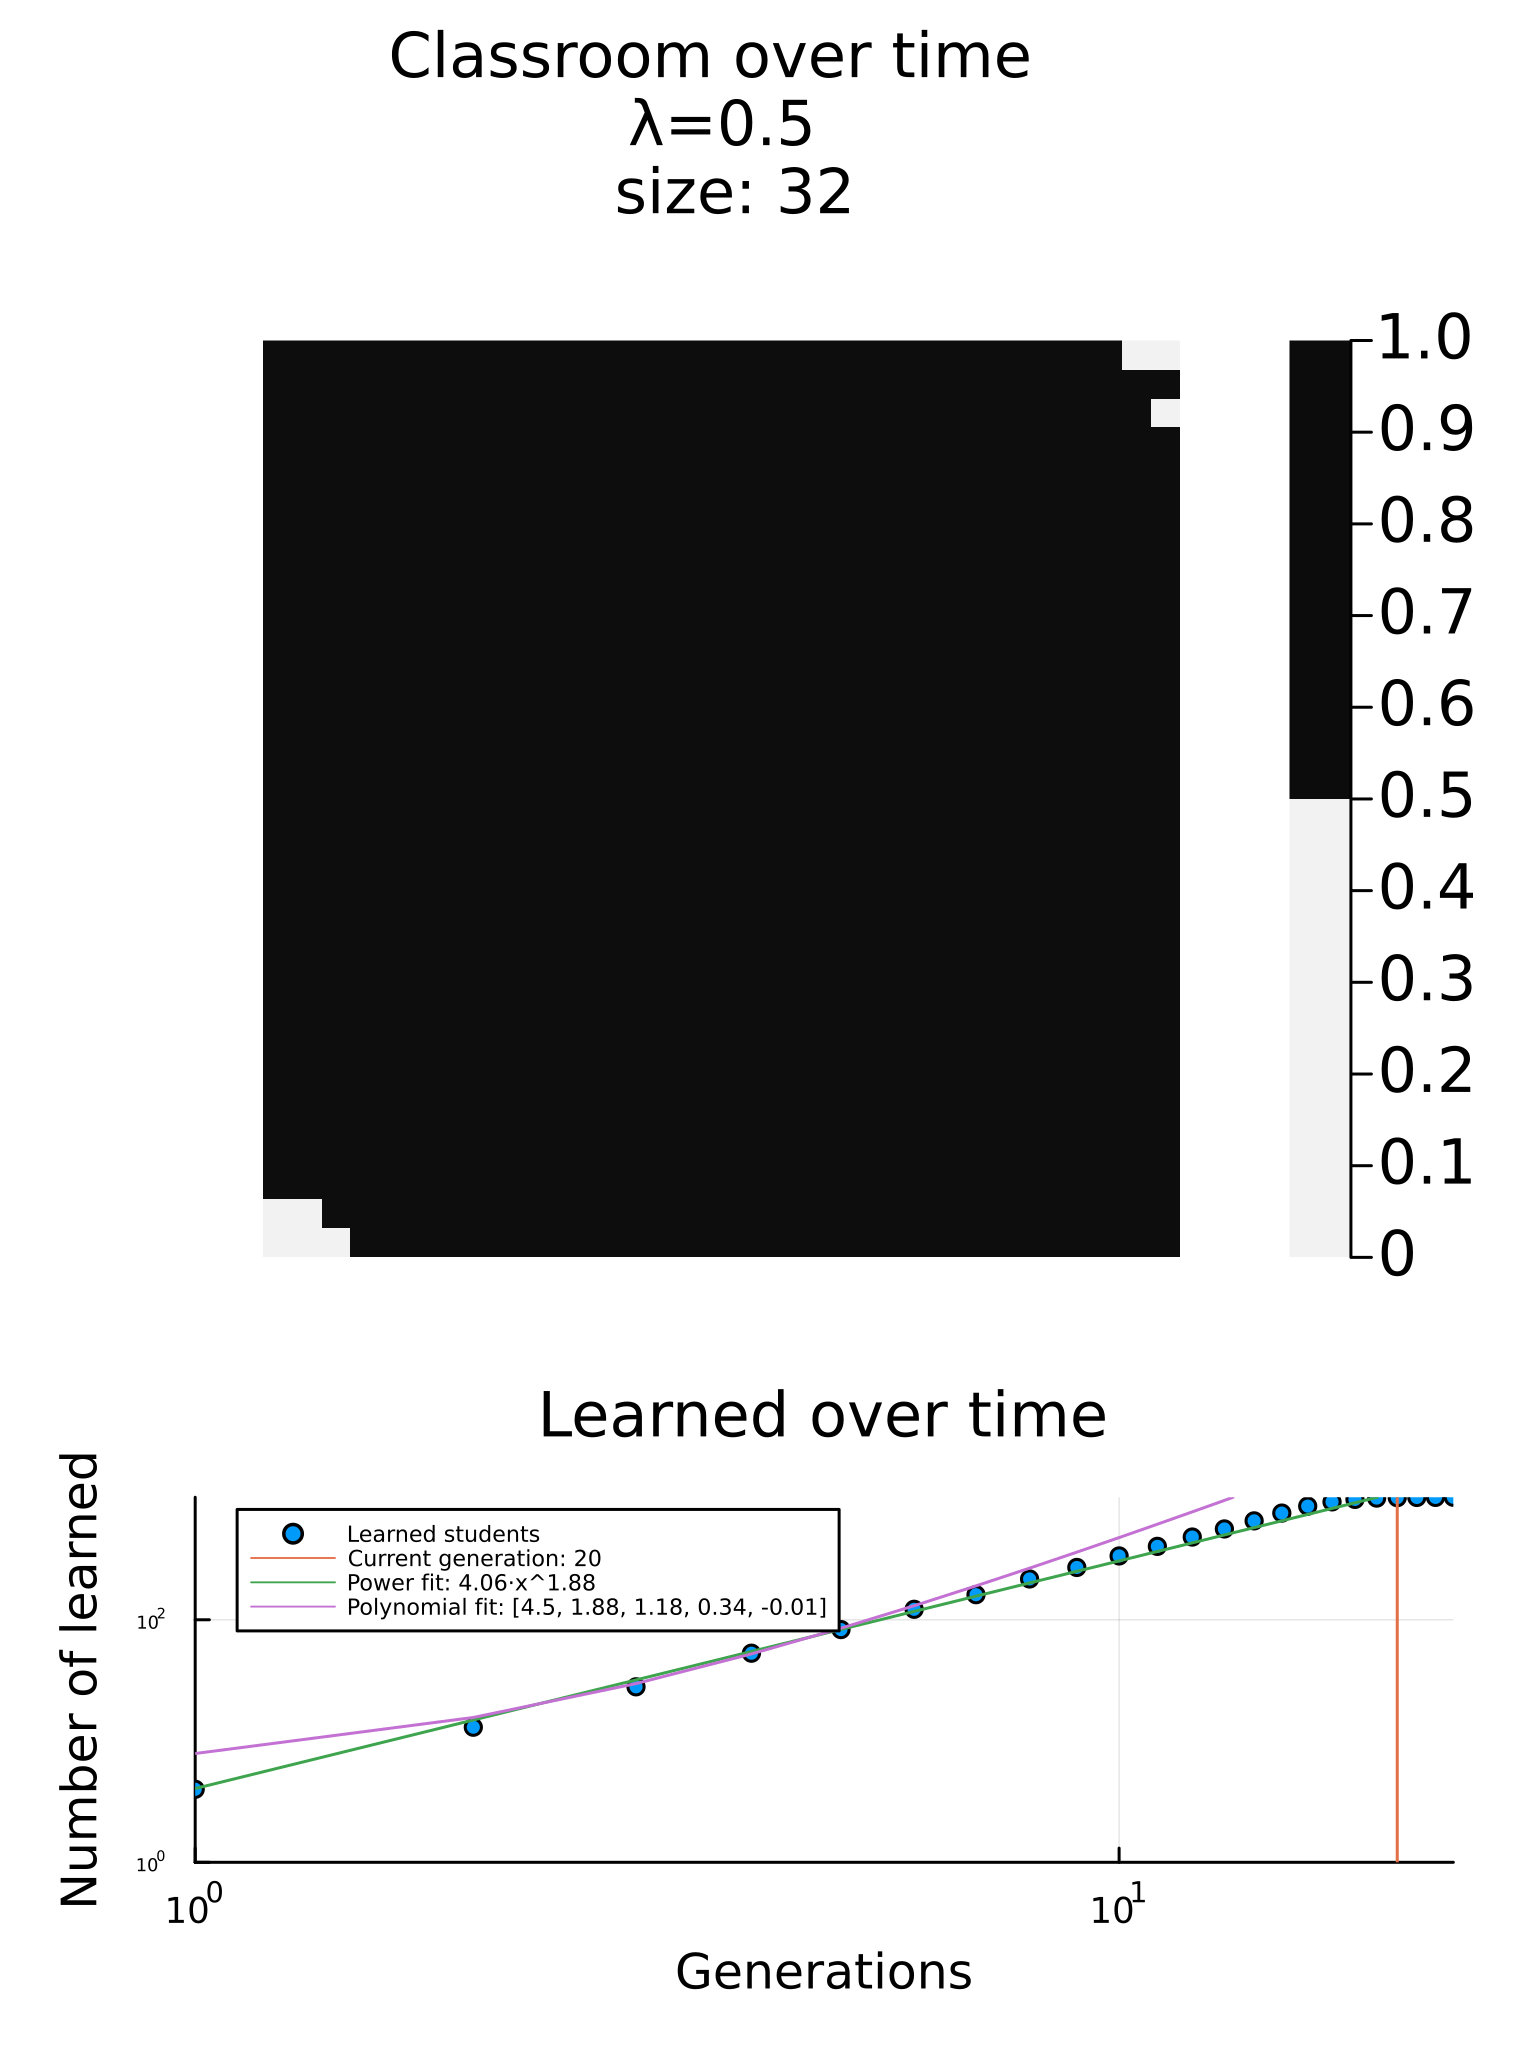 Classroom over time
λ=0.5
size: 32
1.0
0.9
0.8
0.7
0.6
0.5
0.4
0.3
0.2
0.1
0
Learned over time
Number of learned
Learned students
Current generation: 20
Power fit: 4.06·x^1.88
Polynomial fit: [4.5, 1.88, 1.18, 0.34, -0.01]
10²
10⁰
10⁰
10¹
Generations